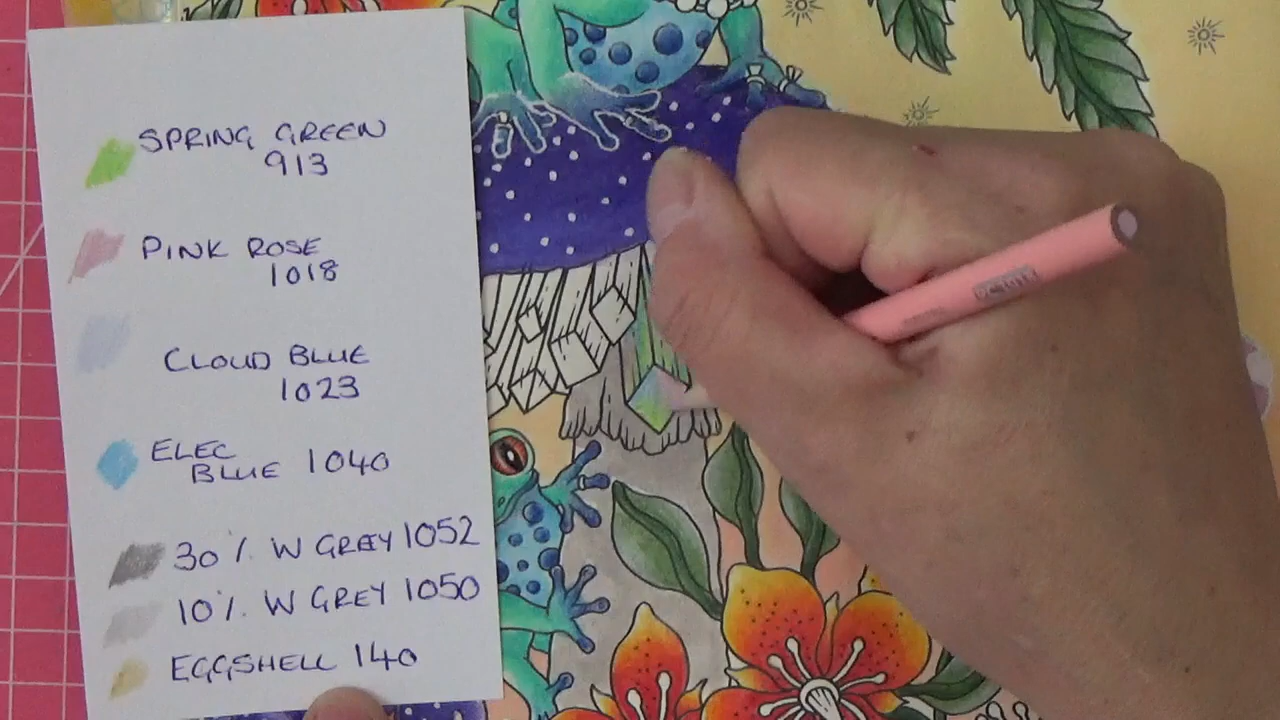 SPRING GREEN
913
PINK ROSE
1018
CLOUD BLUE
1023
ELEC
BLUE 1040
30% W GREY 1052
10% W GREY 1050
EGGSHELL 140